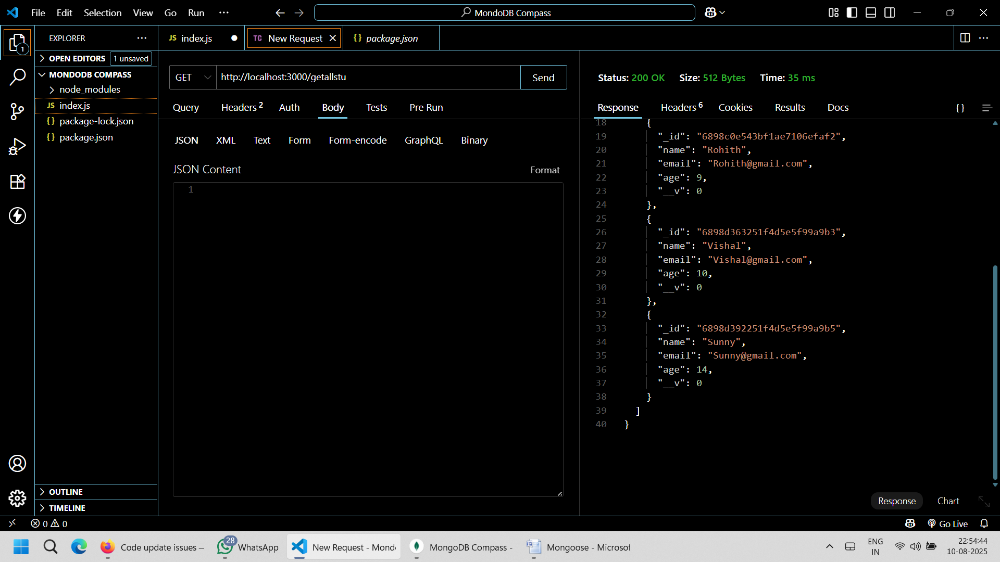 File Edit Selection View Go Run ···
MondoDB Compass
EXPLORER ···
JS index.js
TC New Request
{} package.json
1
OPEN EDITORS 1 unsaved
MONDODB COMPASS
node_modules
JS index.js
{} package-lock.json
{} package.json
OUTLINE
TIMELINE
GET http://localhost:3000/getallstu Send
Query Headers 2 Auth Body Tests Pre Run
JSON XML Text Form Form-encode GraphQL Binary
JSON Content Format
1
Status: 200 OK Size: 512 Bytes Time: 35 ms
Response Headers 6 Cookies Results Docs {}
18 {
19 "_id": "6898c0e543bf1ae7106efaf2",
20 "name": "Rohith",
21 "email": "Rohith@gmail.com",
22 "age": 9,
23 "__v": 0
24 },
25 {
26 "_id": "6898d363251f4d5e5f99a9b3",
27 "name": "Vishal",
28 "email": "Vishal@gmail.com",
29 "age": 10,
30 "__v": 0
31 },
32 {
33 "_id": "6898d392251f4d5e5f99a9b5",
34 "name": "Sunny",
35 "email": "Sunny@gmail.com",
36 "age": 14,
37 "__v": 0
38 }
39 ]
40 }
Response Chart
0 0
Go Live
Code update issues –
28 WhatsApp
New Request - Mond
MongoDB Compass -
Mongoose - Microsof
ENG
IN
22:54:44
10-08-2025